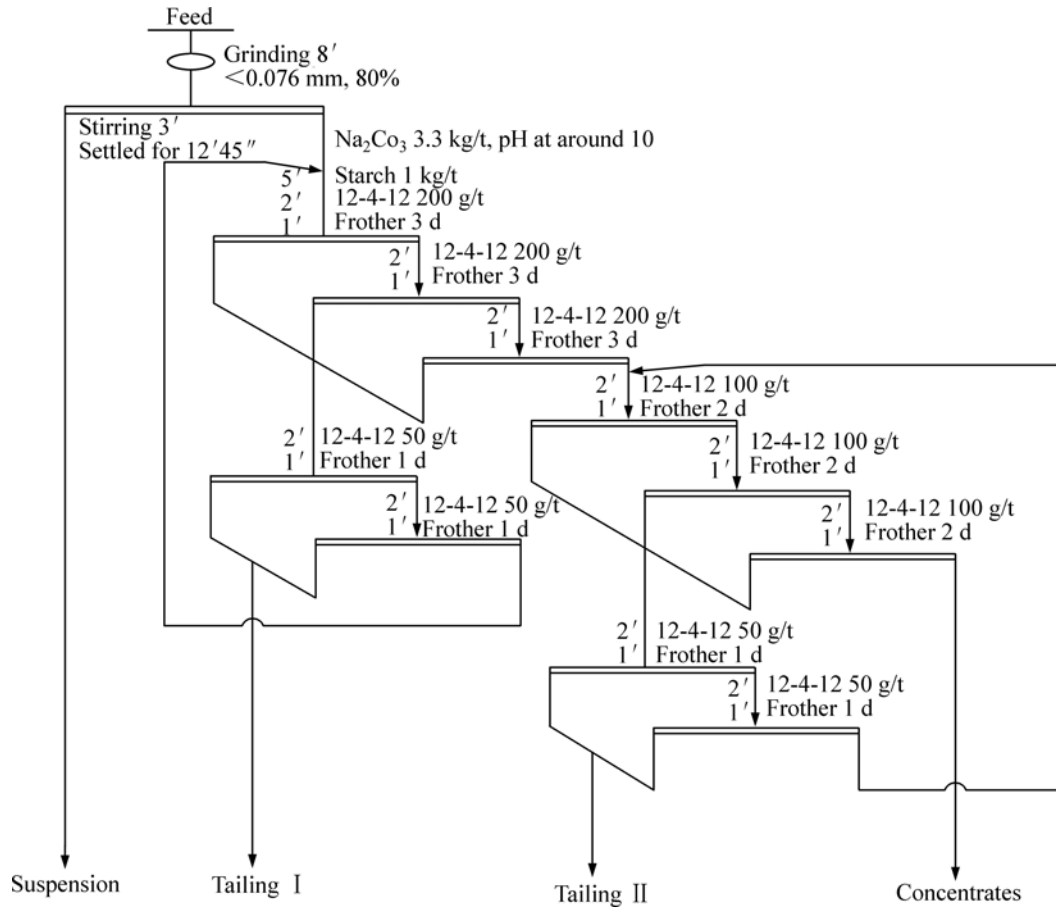 Feed
Grinding 8′
<0.076 mm, 80%
Stirring 3′
Settled for 12′45″
Na₂Co₃ 3.3 kg/t, pH at around 10
5′ Starch 1 kg/t
2′ 12-4-12 200 g/t
1′ Frother 3 d
2′ 12-4-12 200 g/t
1′ Frother 3 d
2′ 12-4-12 200 g/t
1′ Frother 3 d
2′ 12-4-12 100 g/t
1′ Frother 2 d
2′ 12-4-12 50 g/t
1′ Frother 1 d
2′ 12-4-12 100 g/t
1′ Frother 2 d
2′ 12-4-12 50 g/t
1′ Frother 1 d
2′ 12-4-12 100 g/t
1′ Frother 2 d
2′ 12-4-12 50 g/t
1′ Frother 1 d
2′ 12-4-12 50 g/t
1′ Frother 1 d
Suspension
Tailing Ⅰ
Tailing Ⅱ
Concentrates